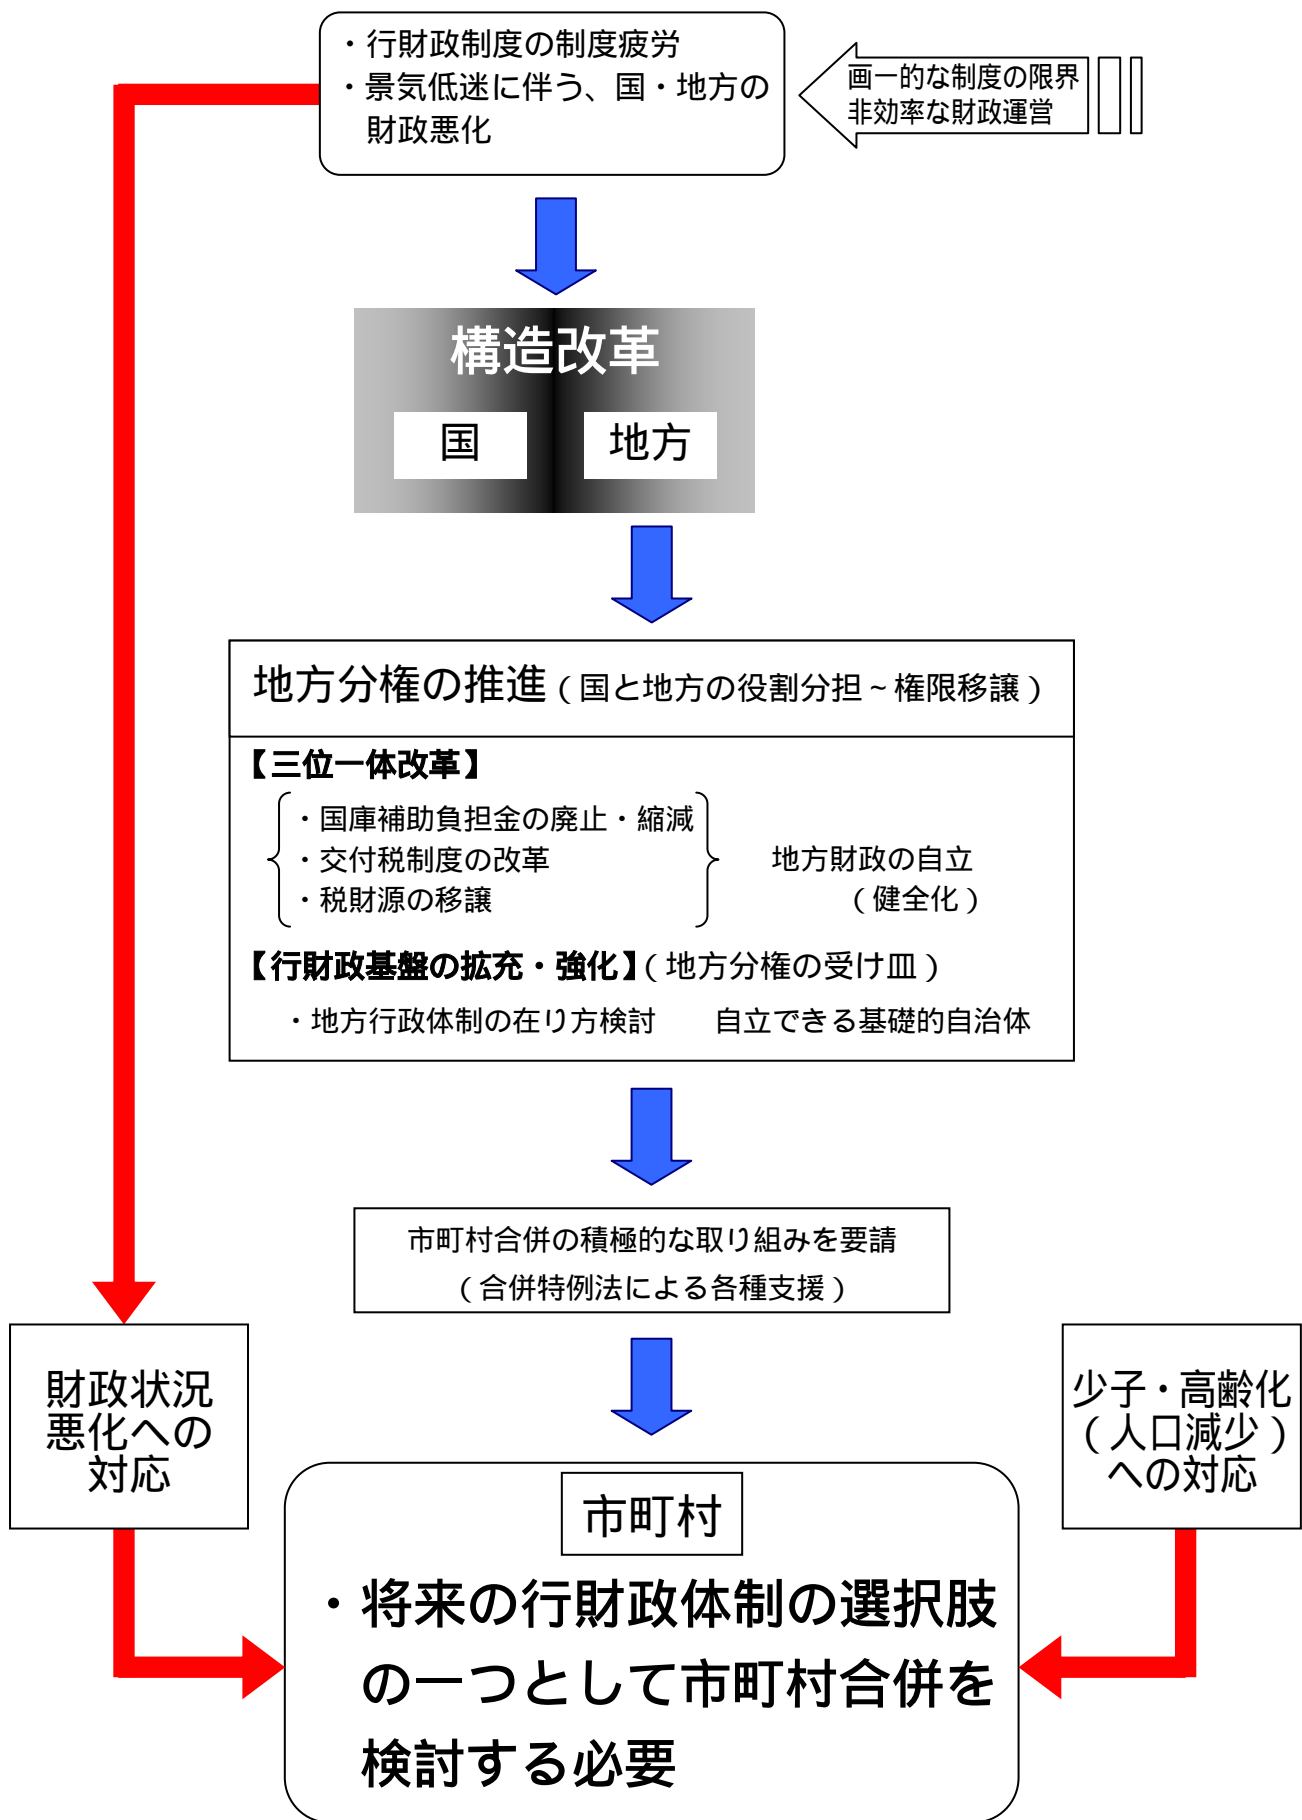 ・行財政制度の制度疲労
・景気低迷に伴う、国・地方の
財政悪化
画一的な制度の限界
非効率な財政運営
構造改革
国
地方
地方分権の推進（国と地方の役割分担～権限移譲）
【三位一体改革】
・国庫補助負担金の廃止・縮減
・交付税制度の改革
・税財源の移譲
地方財政の自立
（健全化）
【行財政基盤の拡充・強化】（地方分権の受け皿）
・地方行政体制の在り方検討　　自立できる基礎的自治体
市町村合併の積極的な取り組みを要請
（合併特例法による各種支援）
財政状況
悪化への
対応
少子・高齢化
（人口減少）
への対応
市町村
・将来の行財政体制の選択肢
の一つとして市町村合併を
検討する必要